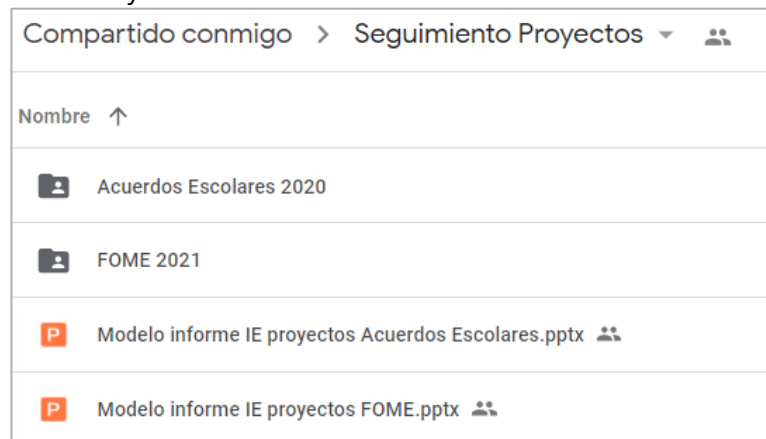 Compartido conmigo > Seguimiento Proyectos
Nombre ↑
Acuerdos Escolares 2020
FOME 2021
P Modelo informe IE proyectos Acuerdos Escolares.pptx
P Modelo informe IE proyectos FOME.pptx